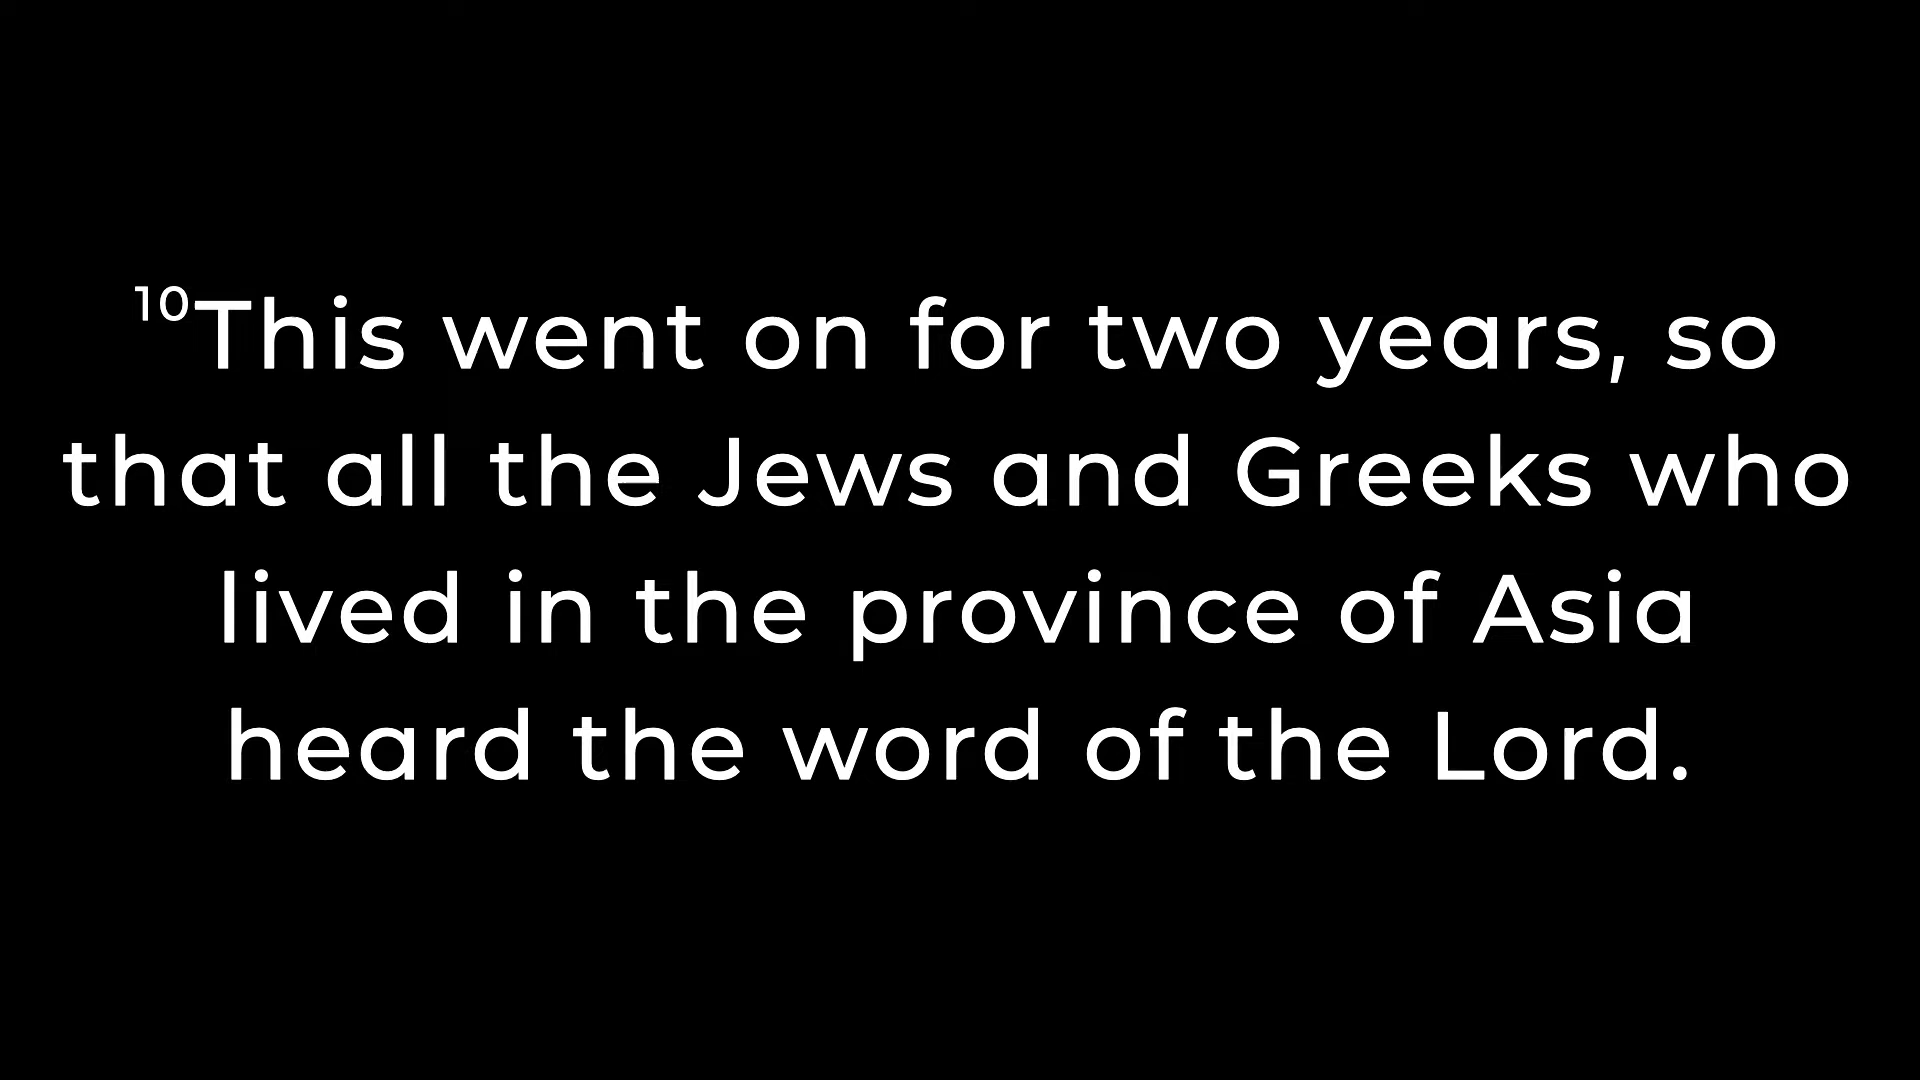 ¹⁰This went on for two years, so
that all the Jews and Greeks who
lived in the province of Asia
heard the word of the Lord.